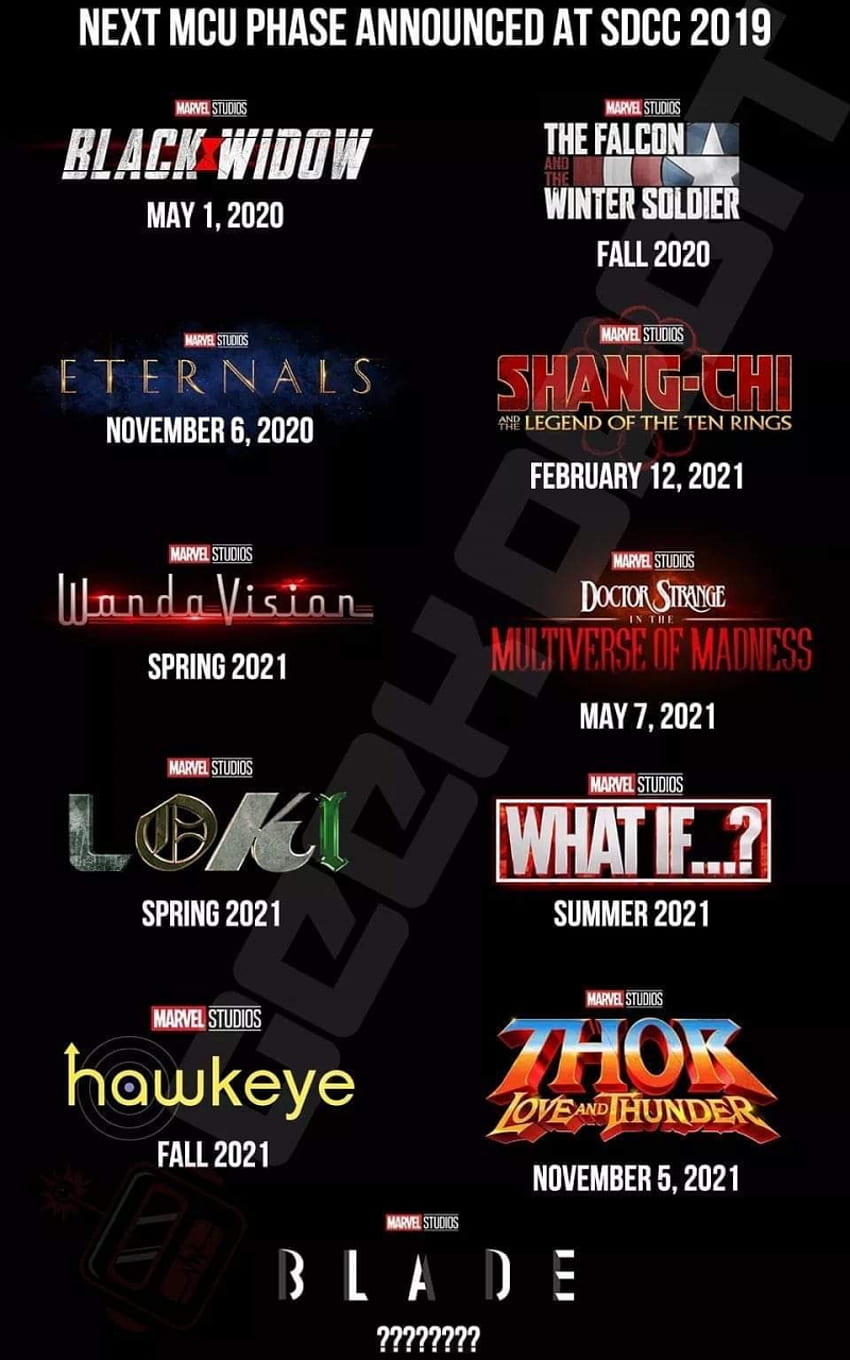 NEXT MCU PHASE ANNOUNCED AT SDCC 2019
MARVEL STUDIOS
BLACK WIDOW
MAY 1, 2020
MARVEL STUDIOS
THE FALCON
AND
THE
WINTER SOLDIER
FALL 2020
MARVEL STUDIOS
ETERNALS
NOVEMBER 6, 2020
MARVEL STUDIOS
SHANG-CHI
AND THE LEGEND OF THE TEN RINGS
FEBRUARY 12, 2021
MARVEL STUDIOS
WandaVision
SPRING 2021
MARVEL STUDIOS
DOCTOR STRANGE
IN THE
MULTIVERSE OF MADNESS
MAY 7, 2021
MARVEL STUDIOS
LOKI
SPRING 2021
MARVEL STUDIOS
WHAT IF...?
SUMMER 2021
MARVEL STUDIOS
hawkeye
FALL 2021
MARVEL STUDIOS
THOR
LOVE AND THUNDER
NOVEMBER 5, 2021
MARVEL STUDIOS
BLADE
????????